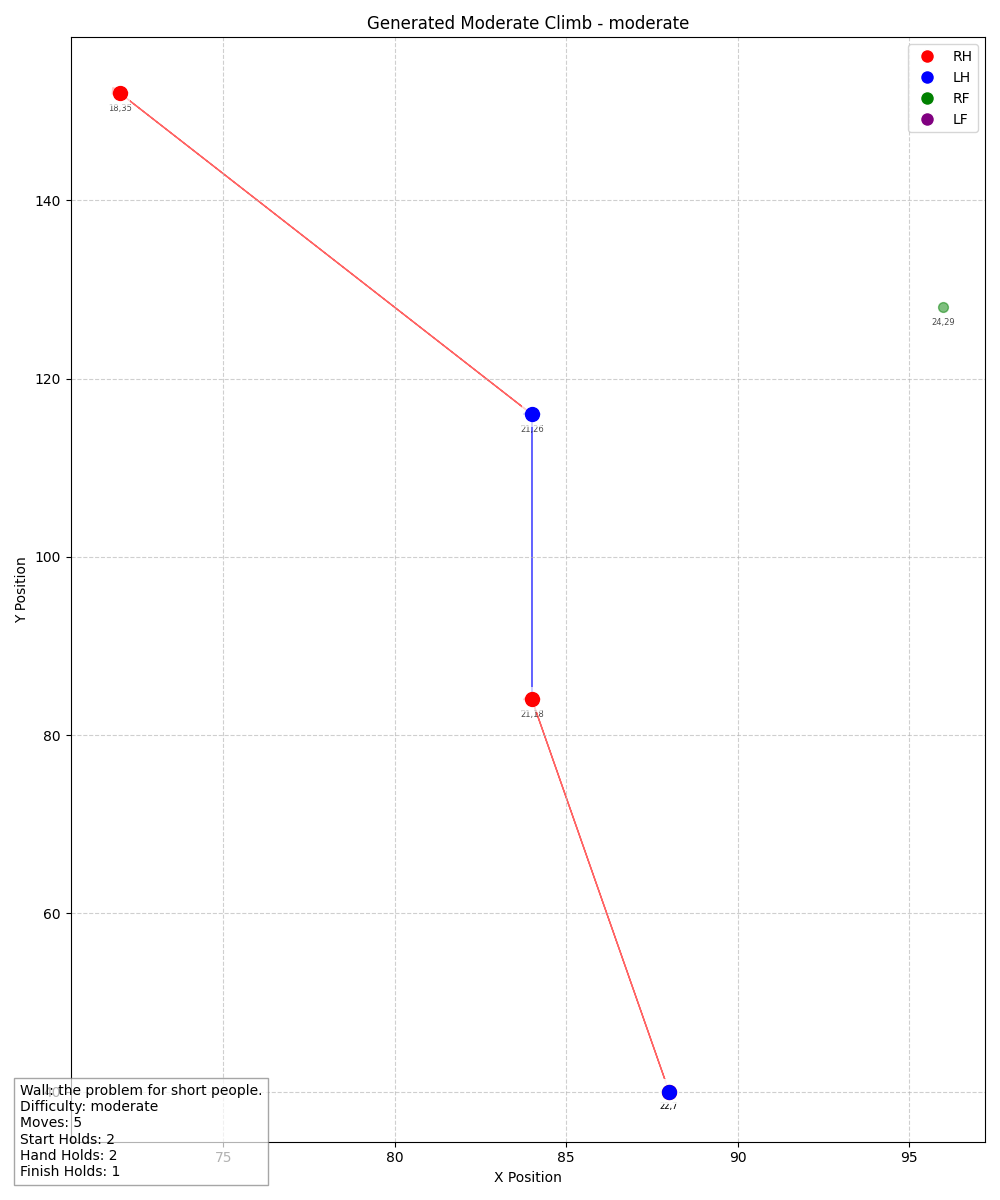 Generated Moderate Climb - moderate
RH
LH
RF
LF
18,35
140
24,29
120
21,26
100
Y Position
80
21,18
60
40
22,7
Wall: the problem for short people.
Difficulty: moderate
Moves: 5
Start Holds: 2
Hand Holds: 2
Finish Holds: 1
75
80
85
90
95
X Position